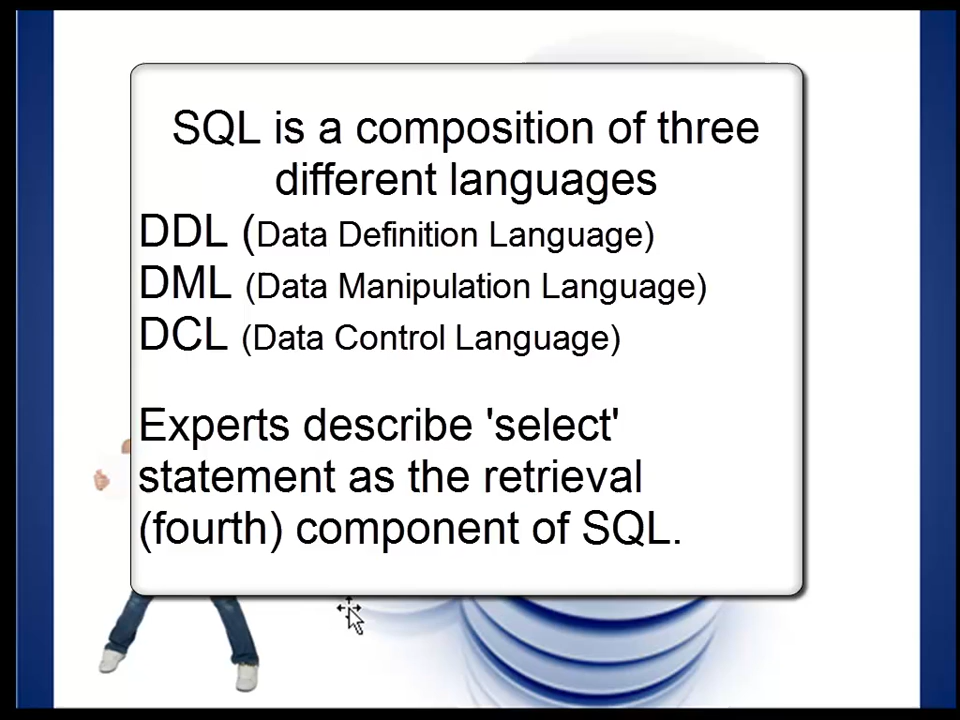 SQL is a composition of three
different languages
DDL (Data Definition Language)
DML (Data Manipulation Language)
DCL (Data Control Language)
Experts describe 'select'
statement as the retrieval
(fourth) component of SQL.